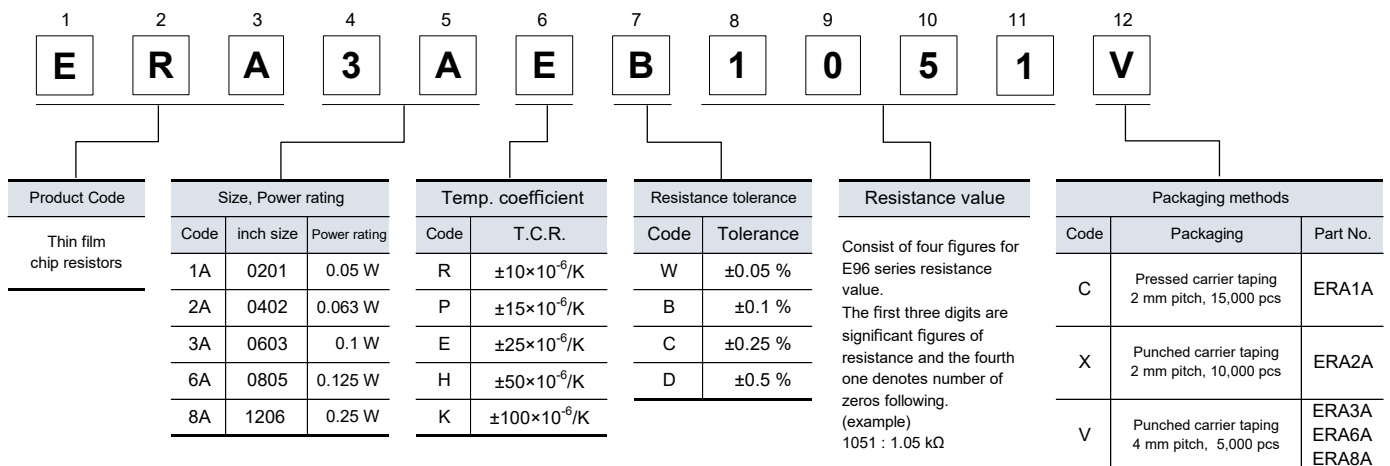 1 2 3 4 5 6 7 8 9 10 11 12
E R A 3 A E B 1 0 5 1 V
Product Code
Thin film
chip resistors
Size, Power rating
Code inch size Power rating
1A 0201 0.05 W
2A 0402 0.063 W
3A 0603 0.1 W
6A 0805 0.125 W
8A 1206 0.25 W
Temp. coefficient
Code T.C.R.
R ±10×10⁻⁶/K
P ±15×10⁻⁶/K
E ±25×10⁻⁶/K
H ±50×10⁻⁶/K
K ±100×10⁻⁶/K
Resistance tolerance
Code Tolerance
W ±0.05 %
B ±0.1 %
C ±0.25 %
D ±0.5 %
Resistance value
Consist of four figures for
E96 series resistance
value.
The first three digits are
significant figures of
resistance and the fourth
one denotes number of
zeros following.
(example)
1051 : 1.05 kΩ
Packaging methods
Code Packaging Part No.
C Pressed carrier taping
2 mm pitch, 15,000 pcs
ERA1A
X Punched carrier taping
2 mm pitch, 10,000 pcs
ERA2A
V Punched carrier taping
4 mm pitch, 5,000 pcs
ERA3A
ERA6A
ERA8A